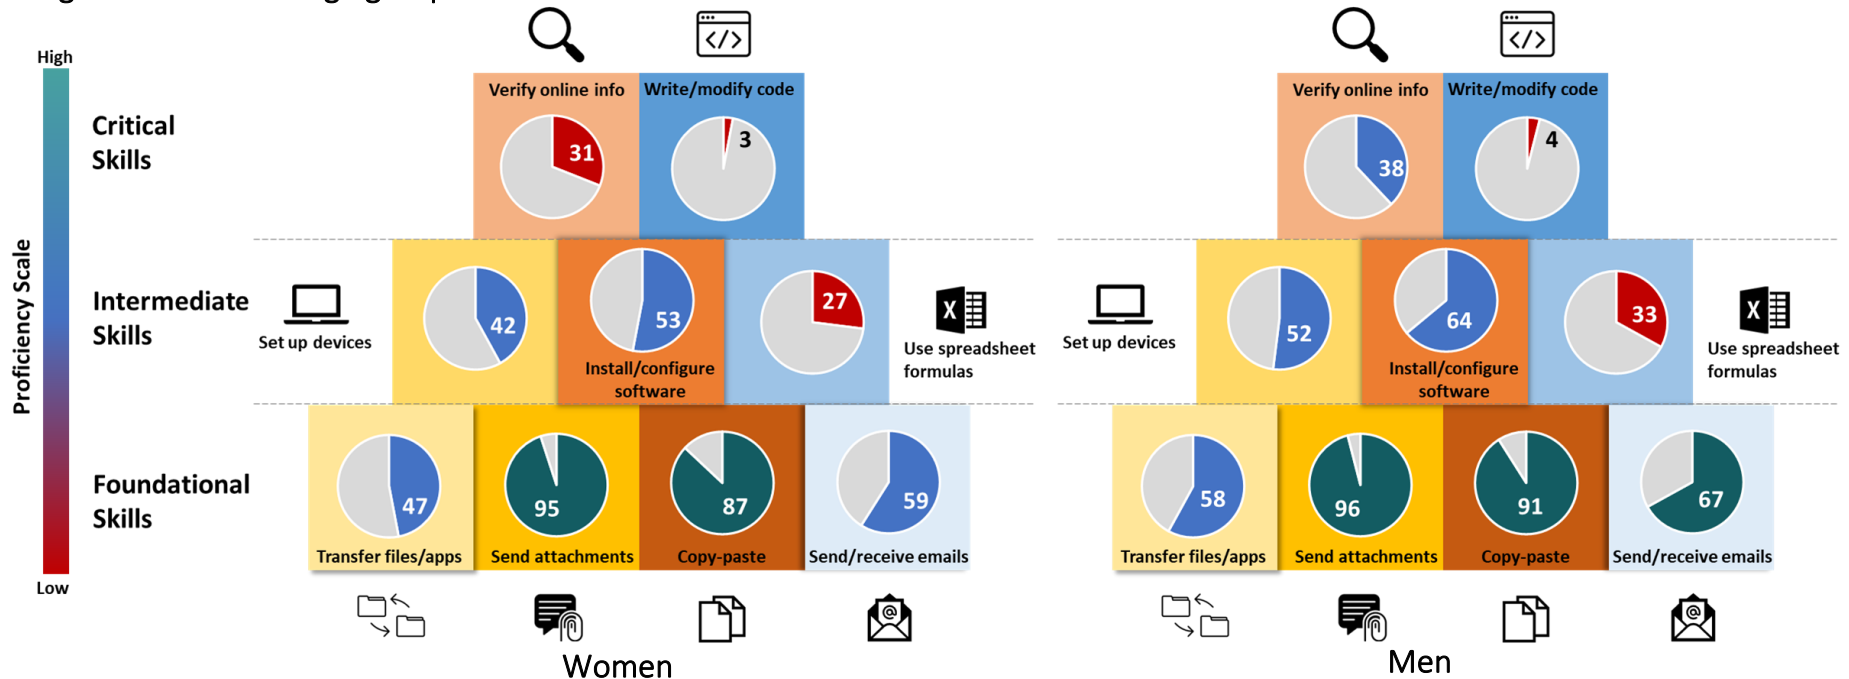 High
Proficiency Scale
Low
Critical
Skills
Intermediate
Skills
Foundational
Skills
</>
Verify online info
Write/modify code
31
3
Set up devices
42
53
27
Install/configure
software
X
Use spreadsheet
formulas
47
95
87
59
Transfer files/apps
Send attachments
Copy-paste
Send/receive emails
@
Women
</>
Verify online info
Write/modify code
38
4
Set up devices
52
64
33
Install/configure
software
X
Use spreadsheet
formulas
58
96
91
67
Transfer files/apps
Send attachments
Copy-paste
Send/receive emails
@
Men